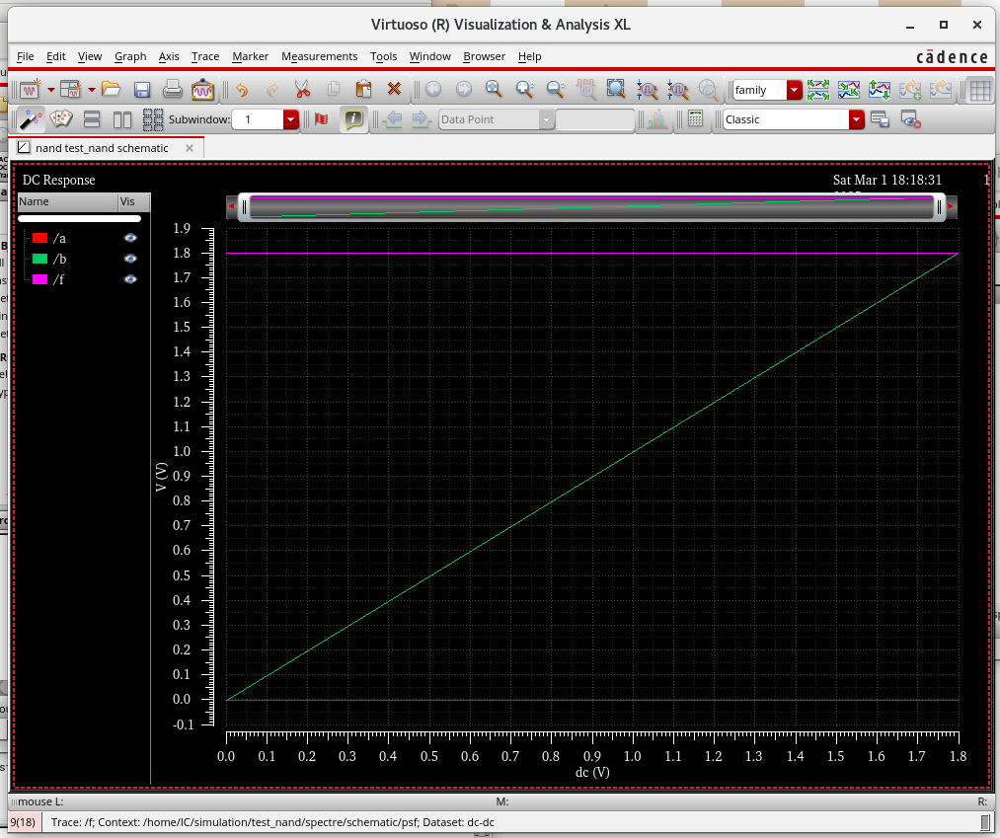 Virtuoso (R) Visualization & Analysis XL
File Edit View Graph Axis Trace Marker Measurements Tools Window Browser Help
cādence
family
Subwindow: 1
Data Point
Classic
nand test_nand schematic
DC Response
Sat Mar 1 18:18:31
1
Name Vis
/a
/b
/f
1.9
1.8
1.7
1.6
1.5
1.4
1.3
1.2
1.1
1.0
0.9
0.8
0.7
0.6
0.5
0.4
0.3
0.2
0.1
0.0
-0.1
V (V)
0.0 0.1 0.2 0.3 0.4 0.5 0.6 0.7 0.8 0.9 1.0 1.1 1.2 1.3 1.4 1.5 1.6 1.7 1.8
dc (V)
mouse L: M: R:
9(18) Trace: /f; Context: /home/IC/simulation/test_nand/spectre/schematic/psf; Dataset: dc-dc